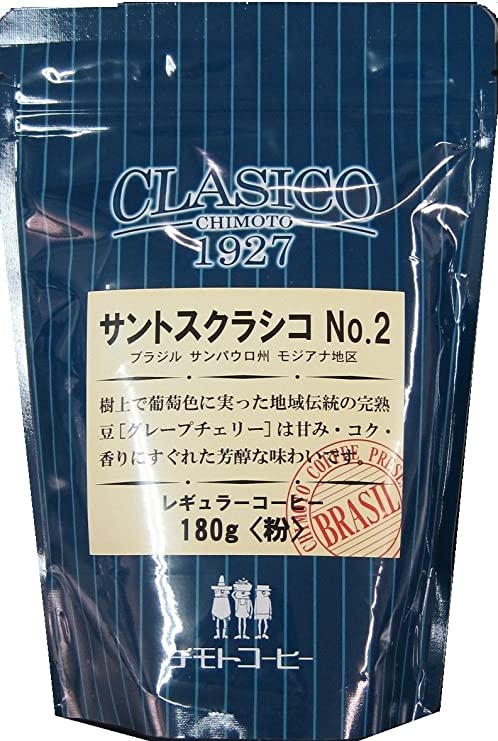 CLASICO
CHIMOTO
1927
サントスクラシコ No.2
ブラジル サンパウロ州 モジアナ地区
樹上で葡萄色に実った地域伝統の完熟
豆[グレープチェリー]は甘み・コク・
香りにすぐれた芳醇な味わいです。
レギュラーコーヒー
180g〈粉〉
CHIMOTO COFFEE PRESE
BRASIL
チモトコーヒー